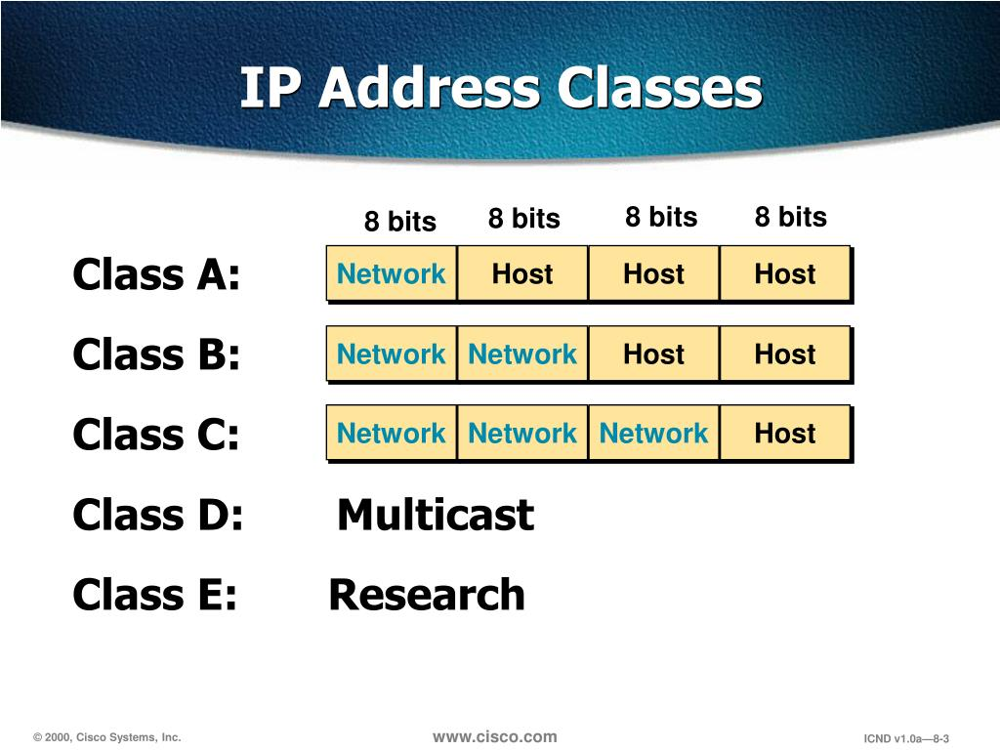 IP Address Classes
8 bits 8 bits 8 bits 8 bits
Class A: Network Host Host Host
Class B: Network Network Host Host
Class C: Network Network Network Host
Class D: Multicast
Class E: Research
© 2000, Cisco Systems, Inc. www.cisco.com ICND v1.0a—8-3